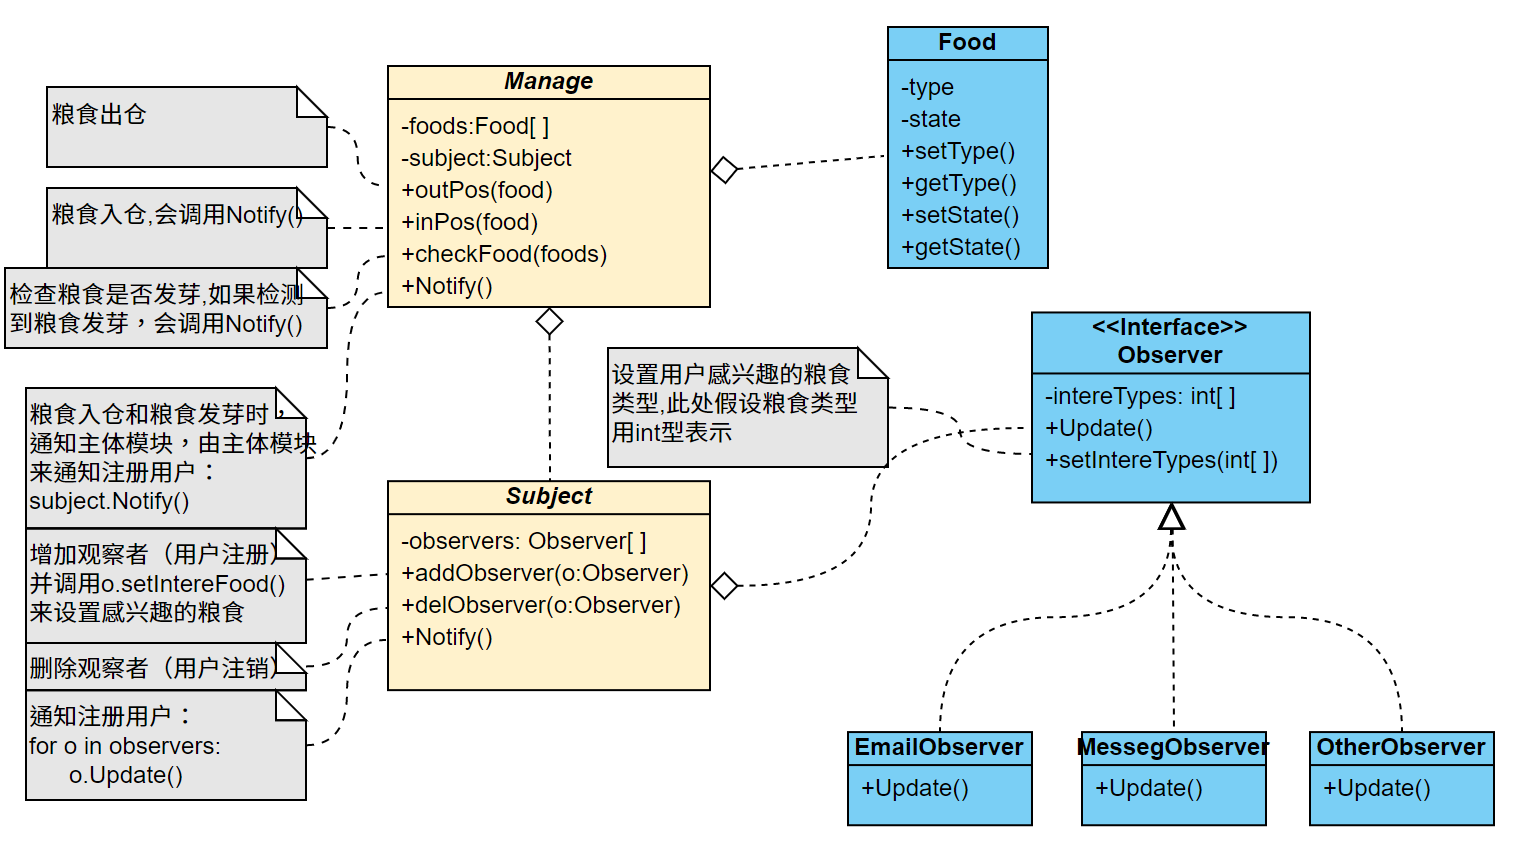 粮食出仓
粮食入仓,会调用Notify()
检查粮食是否发芽,如果检测
到粮食发芽，会调用Notify()
粮食入仓和粮食发芽时，
通知主体模块，由主体模块
来通知注册用户：
subject.Notify()
增加观察者（用户注册）
并调用o.setIntereFood()
来设置感兴趣的粮食
删除观察者（用户注销）
通知注册用户：
for o in observers:
o.Update()
Manage
-foods:Food[ ]
-subject:Subject
+outPos(food)
+inPos(food)
+checkFood(foods)
+Notify()
Food
-type
-state
+setType()
+getType()
+setState()
+getState()
设置用户感兴趣的粮食
类型,此处假设粮食类型
用int型表示
Subject
-observers: Observer[ ]
+addObserver(o:Observer)
+delObserver(o:Observer)
+Notify()
<<Interface>>
Observer
-intereTypes: int[ ]
+Update()
+setIntereTypes(int[ ])
EmailObserver
+Update()
MessegObserver
+Update()
OtherObserver
+Update()